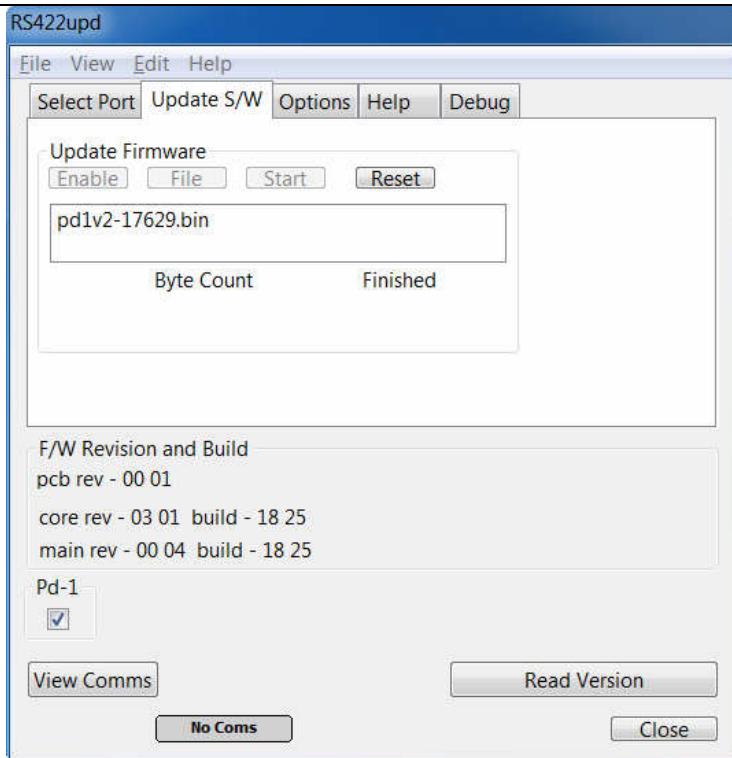 RS422upd
File View Edit Help
Select Port Update S/W Options Help Debug
Update Firmware
Enable File Start Reset
pd1v2-17629.bin
Byte Count Finished
F/W Revision and Build
pcb rev - 00 01
core rev - 03 01 build - 18 25
main rev - 00 04 build - 18 25
Pd-1
View Comms Read Version
No Coms Close